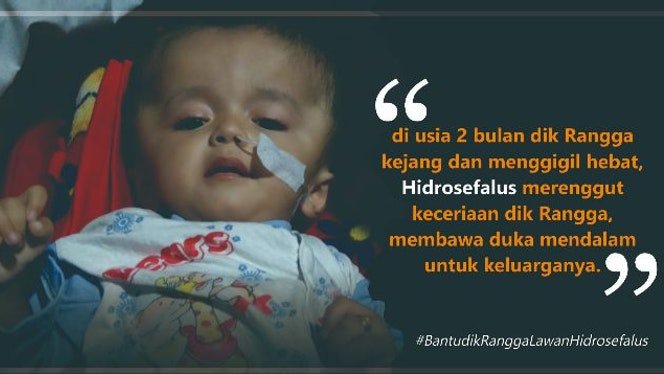 di usia 2 bulan dik Rangga
kejang dan menggigil hebat,
Hidrosefalus merenggut
keceriaan dik Rangga,
membawa duka mendalam
untuk keluarganya.
#BantudikRanggaLawanHidrosefalus